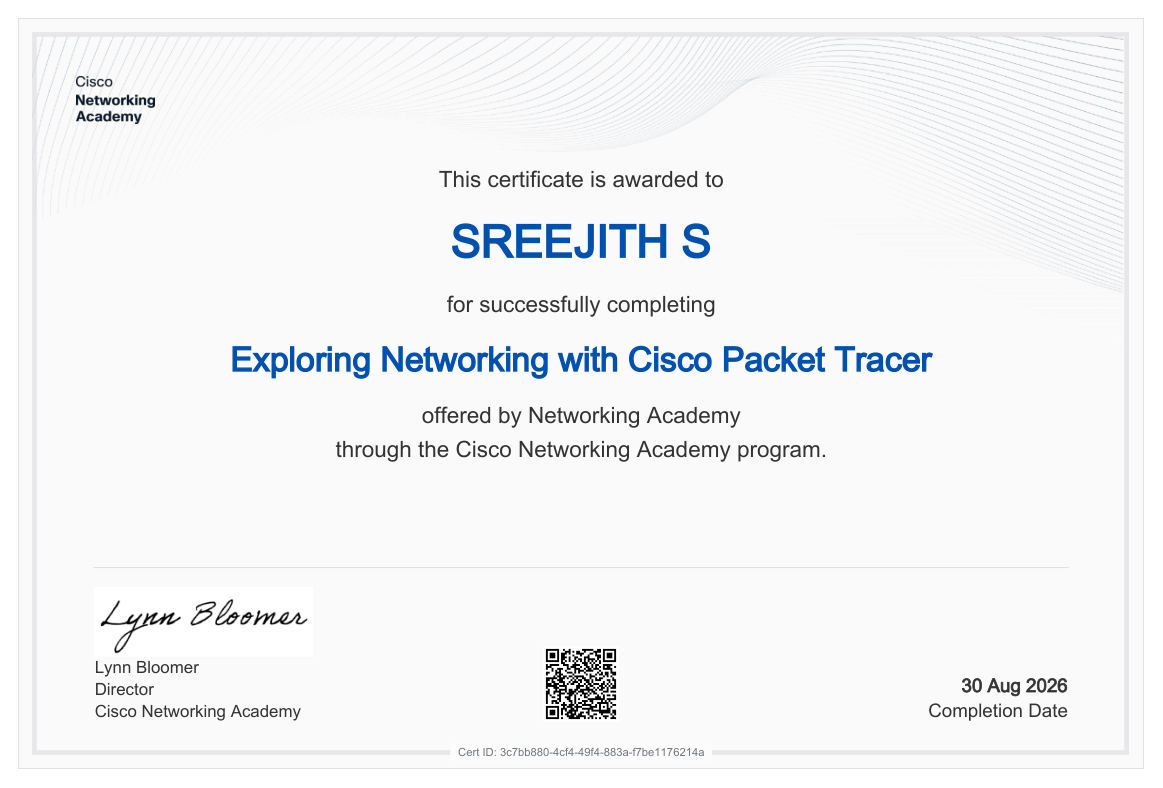 Cisco
Networking
Academy
This certificate is awarded to
SREEJITH S
for successfully completing
Exploring Networking with Cisco Packet Tracer
offered by Networking Academy
through the Cisco Networking Academy program.
Lynn Bloomer
Lynn Bloomer
Director
Cisco Networking Academy
30 Aug 2026
Completion Date
Cert ID: 3c7bb880-4cf4-49f4-883a-f7be1176214a